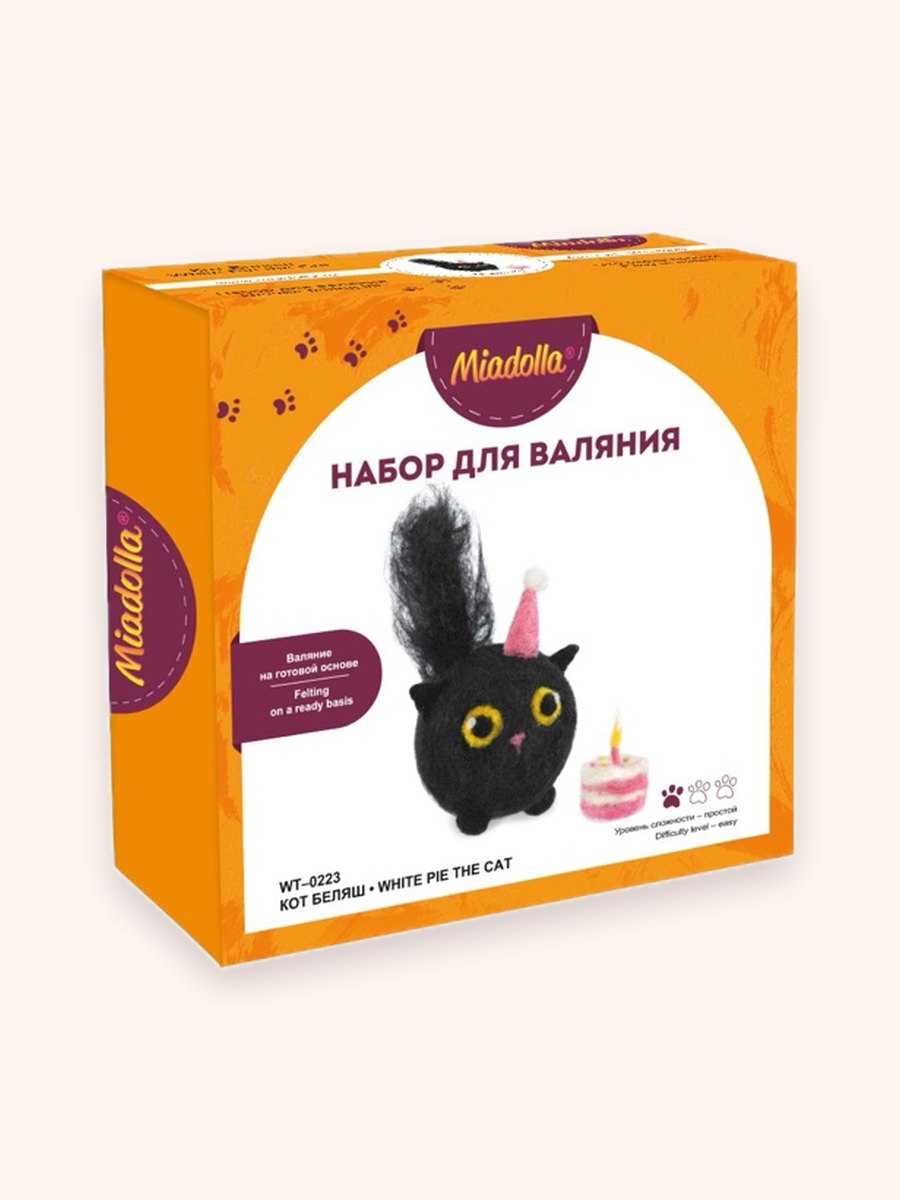 Miadolla®
НАБОР ДЛЯ ВАЛЯНИЯ
Miadolla®
Валяние
на готовой основе
Felting
on a ready basis
Уровень сложности – простой
Difficulty level – easy
WT–0223
КОТ БЕЛЯШ • WHITE PIE THE CAT